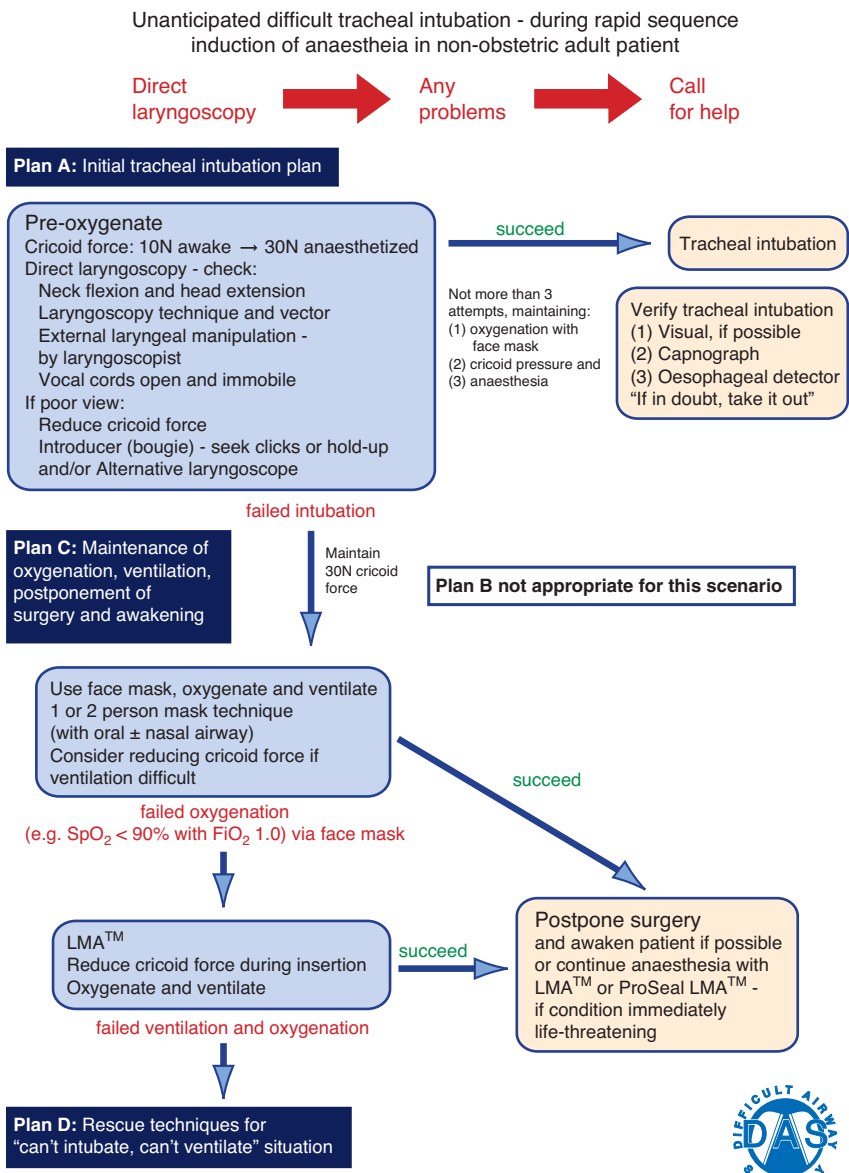 Unanticipated difficult tracheal intubation - during rapid sequence
induction of anaestheia in non-obstetric adult patient
Direct
laryngoscopy
Any
problems
Call
for help
Plan A: Initial tracheal intubation plan
Pre-oxygenate
Cricoid force: 10N awake → 30N anaesthetized
Direct laryngoscopy - check:
Neck flexion and head extension
Laryngoscopy technique and vector
External laryngeal manipulation -
by laryngoscopist
Vocal cords open and immobile
If poor view:
Reduce cricoid force
Introducer (bougie) - seek clicks or hold-up
and/or Alternative laryngoscope
succeed
Not more than 3
attempts, maintaining:
(1) oxygenation with
face mask
(2) cricoid pressure and
(3) anaesthesia
Tracheal intubation
Verify tracheal intubation
(1) Visual, if possible
(2) Capnograph
(3) Oesophageal detector
“If in doubt, take it out”
failed intubation
Plan C: Maintenance of
oxygenation, ventilation,
postponement of
surgery and awakening
Maintain
30N cricoid
force
Plan B not appropriate for this scenario
Use face mask, oxygenate and ventilate
1 or 2 person mask technique
(with oral ± nasal airway)
Consider reducing cricoid force if
ventilation difficult
succeed
failed oxygenation
(e.g. SpO2 < 90% with FiO2 1.0) via face mask
LMA™
Reduce cricoid force during insertion
Oxygenate and ventilate
succeed
Postpone surgery
and awaken patient if possible
or continue anaesthesia with
LMA™ or ProSeal LMA™ -
if condition immediately
life-threatening
failed ventilation and oxygenation
Plan D: Rescue techniques for
“can’t intubate, can’t ventilate” situation
DIFFICULT AIRWAY
DAS